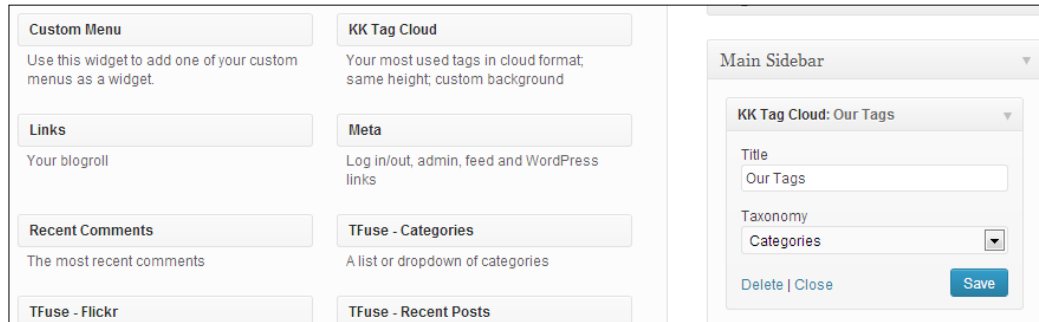 Custom Menu
Use this widget to add one of your custom
menus as a widget.
KK Tag Cloud
Your most used tags in cloud format;
same height; custom background
Links
Your blogroll
Meta
Log in/out, admin, feed and WordPress
links
Recent Comments
The most recent comments
TFuse - Categories
A list or dropdown of categories
TFuse - Flickr
TFuse - Recent Posts
Main Sidebar
KK Tag Cloud: Our Tags
Title
Our Tags
Taxonomy
Categories
Delete | Close
Save